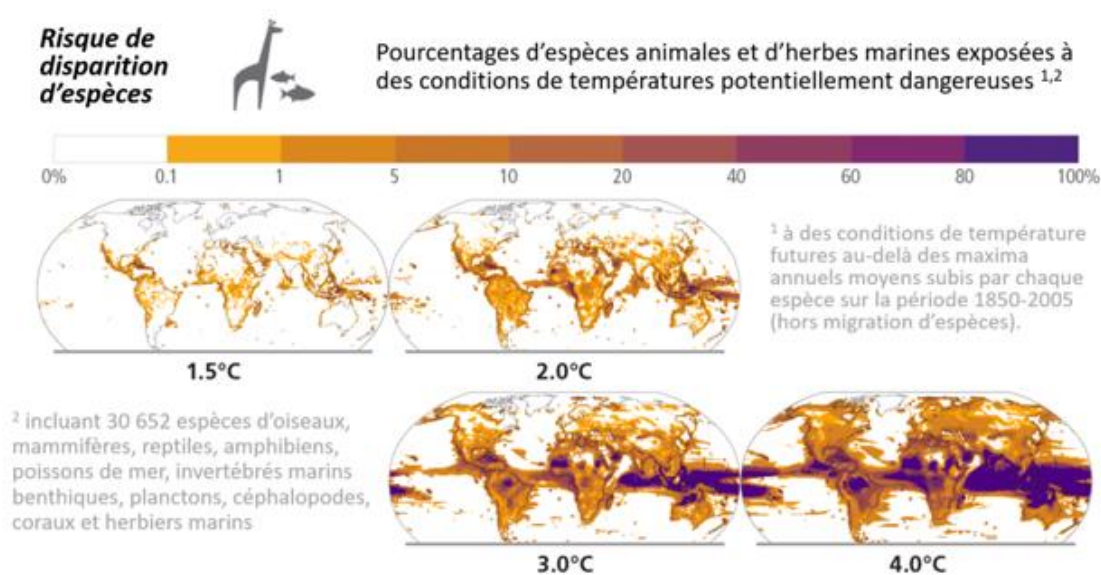 Risque de
disparition
d'espèces
Pourcentages d'espèces animales et d'herbes marines exposées à
des conditions de températures potentiellement dangereuses 1,2
0% 0.1 1 5 10 20 40 60 80 100%
1 à des conditions de température
futures au-delà des maxima
annuels moyens subis par chaque
espèce sur la période 1850-2005
(hors migration d'espèces).
1.5°C 2.0°C
2 incluant 30 652 espèces d'oiseaux,
mammifères, reptiles, amphibiens,
poissons de mer, invertébrés marins
benthiques, planctons, céphalopodes,
coraux et herbiers marins
3.0°C 4.0°C